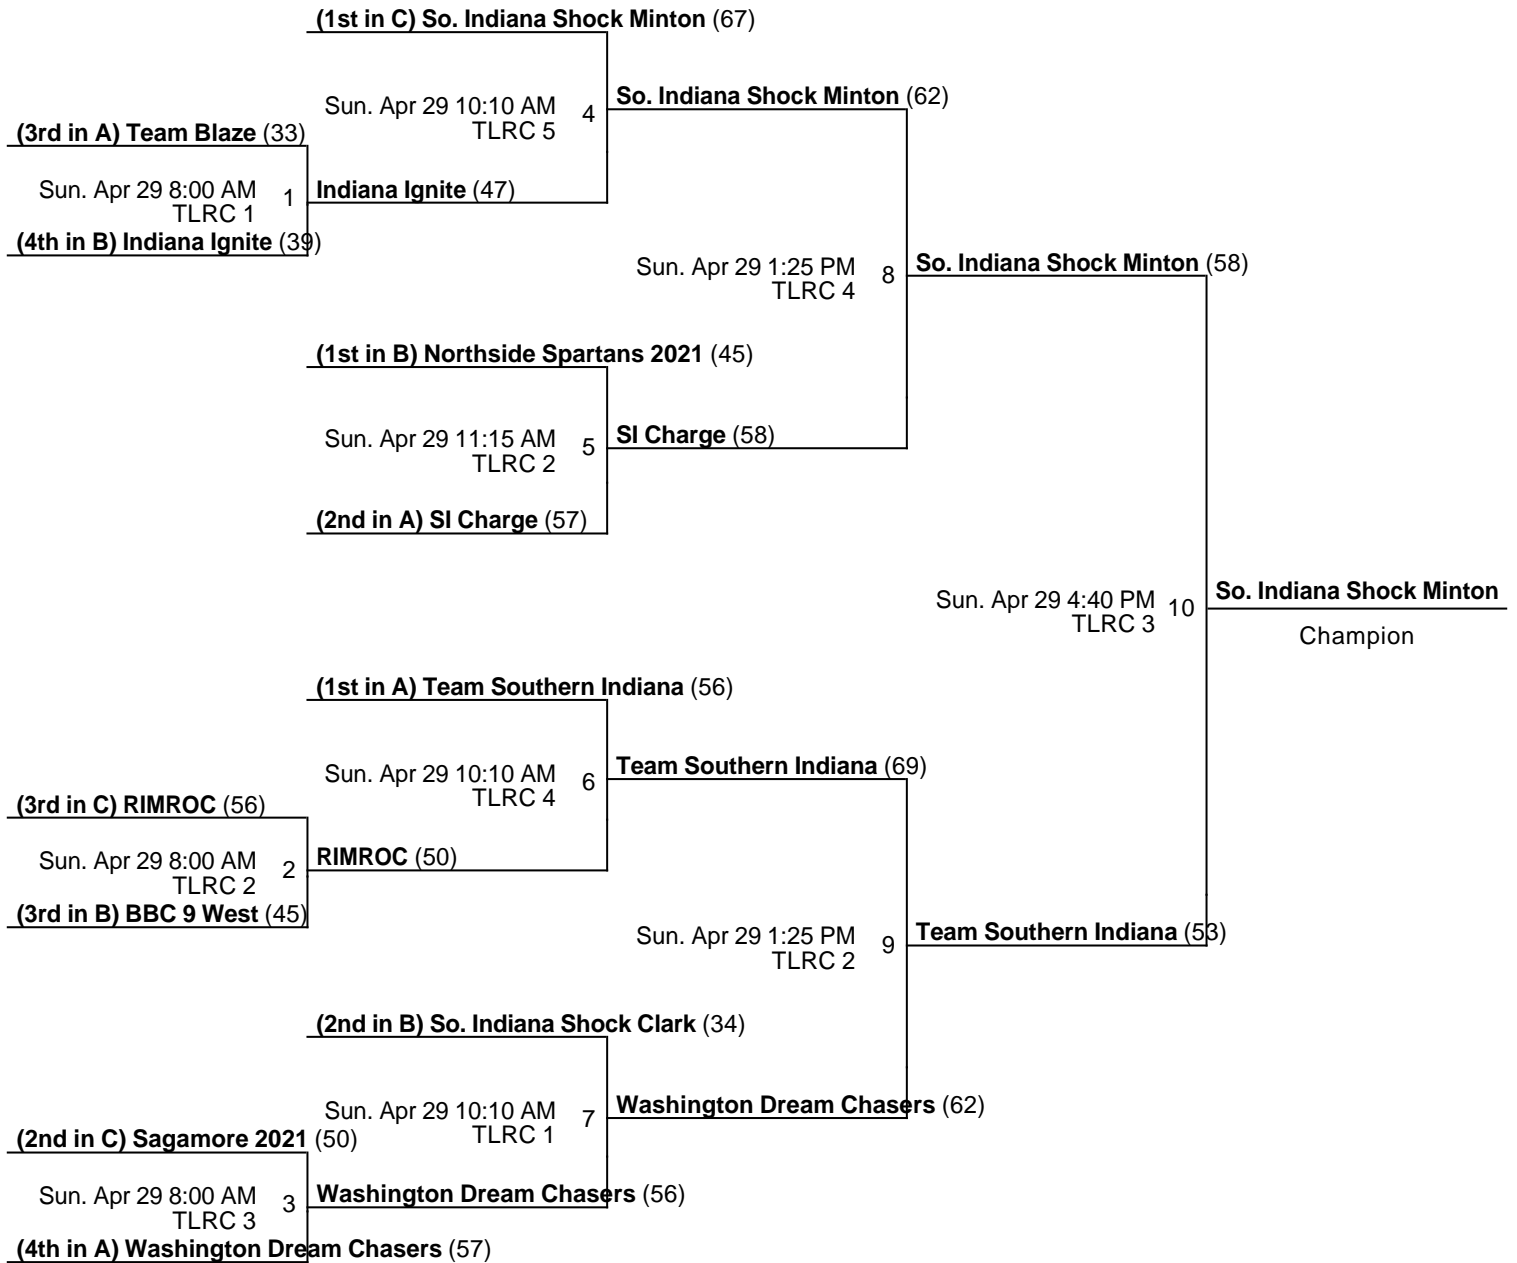 (1st in C) So. Indiana Shock Minton (67)
Sun. Apr 29 10:10 AM
TLRC 5
4
So. Indiana Shock Minton (62)
(3rd in A) Team Blaze (33)
Sun. Apr 29 8:00 AM
TLRC 1
1
Indiana Ignite (47)
(4th in B) Indiana Ignite (39)
Sun. Apr 29 1:25 PM
TLRC 4
8
So. Indiana Shock Minton (58)
(1st in B) Northside Spartans 2021 (45)
Sun. Apr 29 11:15 AM
TLRC 2
5
SI Charge (58)
(2nd in A) SI Charge (57)
Sun. Apr 29 4:40 PM
TLRC 3
10
So. Indiana Shock Minton
Champion
(1st in A) Team Southern Indiana (56)
Sun. Apr 29 10:10 AM
TLRC 4
6
Team Southern Indiana (69)
(3rd in C) RIMROC (56)
Sun. Apr 29 8:00 AM
TLRC 2
2
RIMROC (50)
(3rd in B) BBC 9 West (45)
Sun. Apr 29 1:25 PM
TLRC 2
9
Team Southern Indiana (53)
(2nd in B) So. Indiana Shock Clark (34)
Sun. Apr 29 10:10 AM
TLRC 1
7
Washington Dream Chasers (62)
(2nd in C) Sagamore 2021 (50)
Sun. Apr 29 8:00 AM
TLRC 3
3
Washington Dream Chasers (56)
(4th in A) Washington Dream Chasers (57)